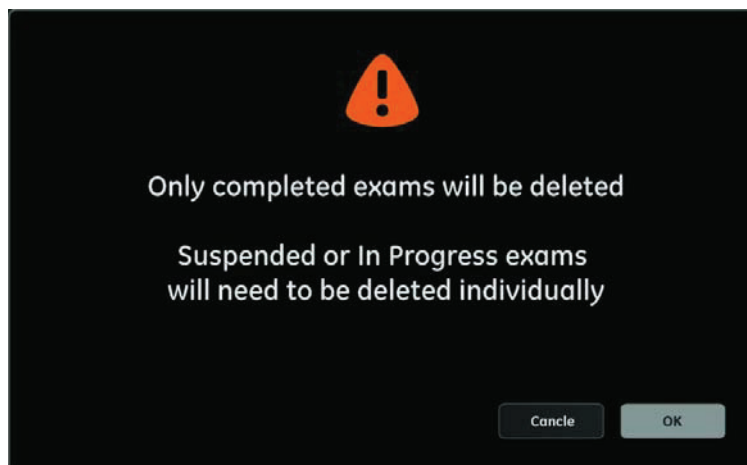 Only completed exams will be deleted
Suspended or In Progress exams
will need to be deleted individually
Cancle
OK